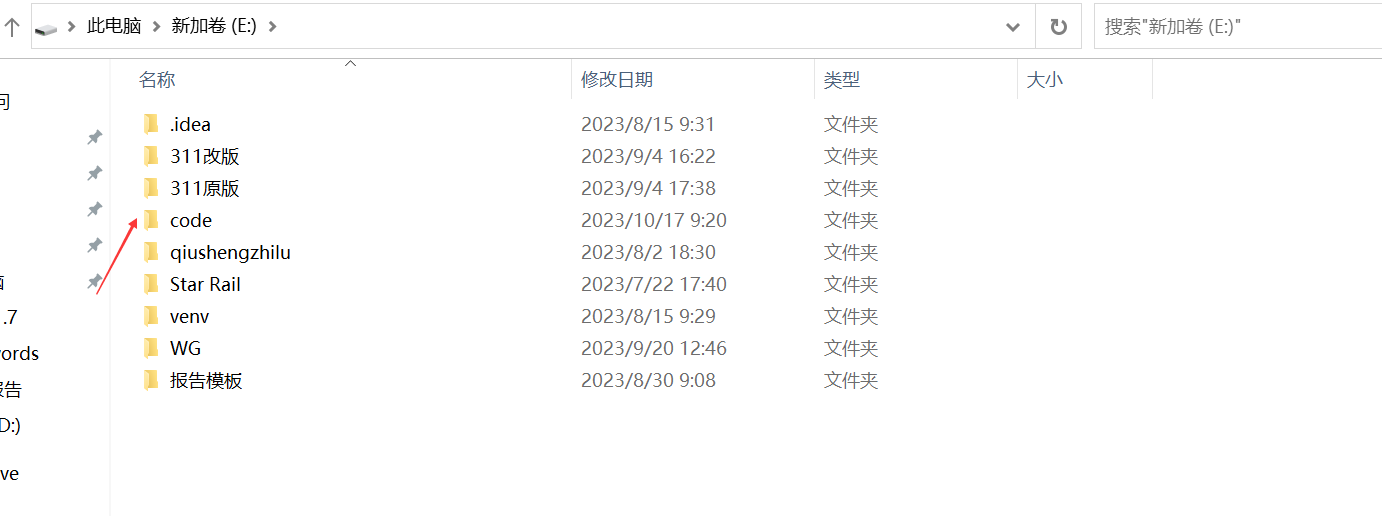 此电脑 新加卷 (E:) 搜索"新加卷 (E:)"
名称 修改日期 类型 大小
问
.idea 2023/8/15 9:31 文件夹
311改版 2023/9/4 16:22 文件夹
311原版 2023/9/4 17:38 文件夹
code 2023/10/17 9:20 文件夹
qiushengzhilu 2023/8/2 18:30 文件夹
Star Rail 2023/7/22 17:40 文件夹
.7
venv 2023/8/15 9:29 文件夹
ords
WG 2023/9/20 12:46 文件夹
报告模板 2023/8/30 9:08 文件夹
告
D:)
ve